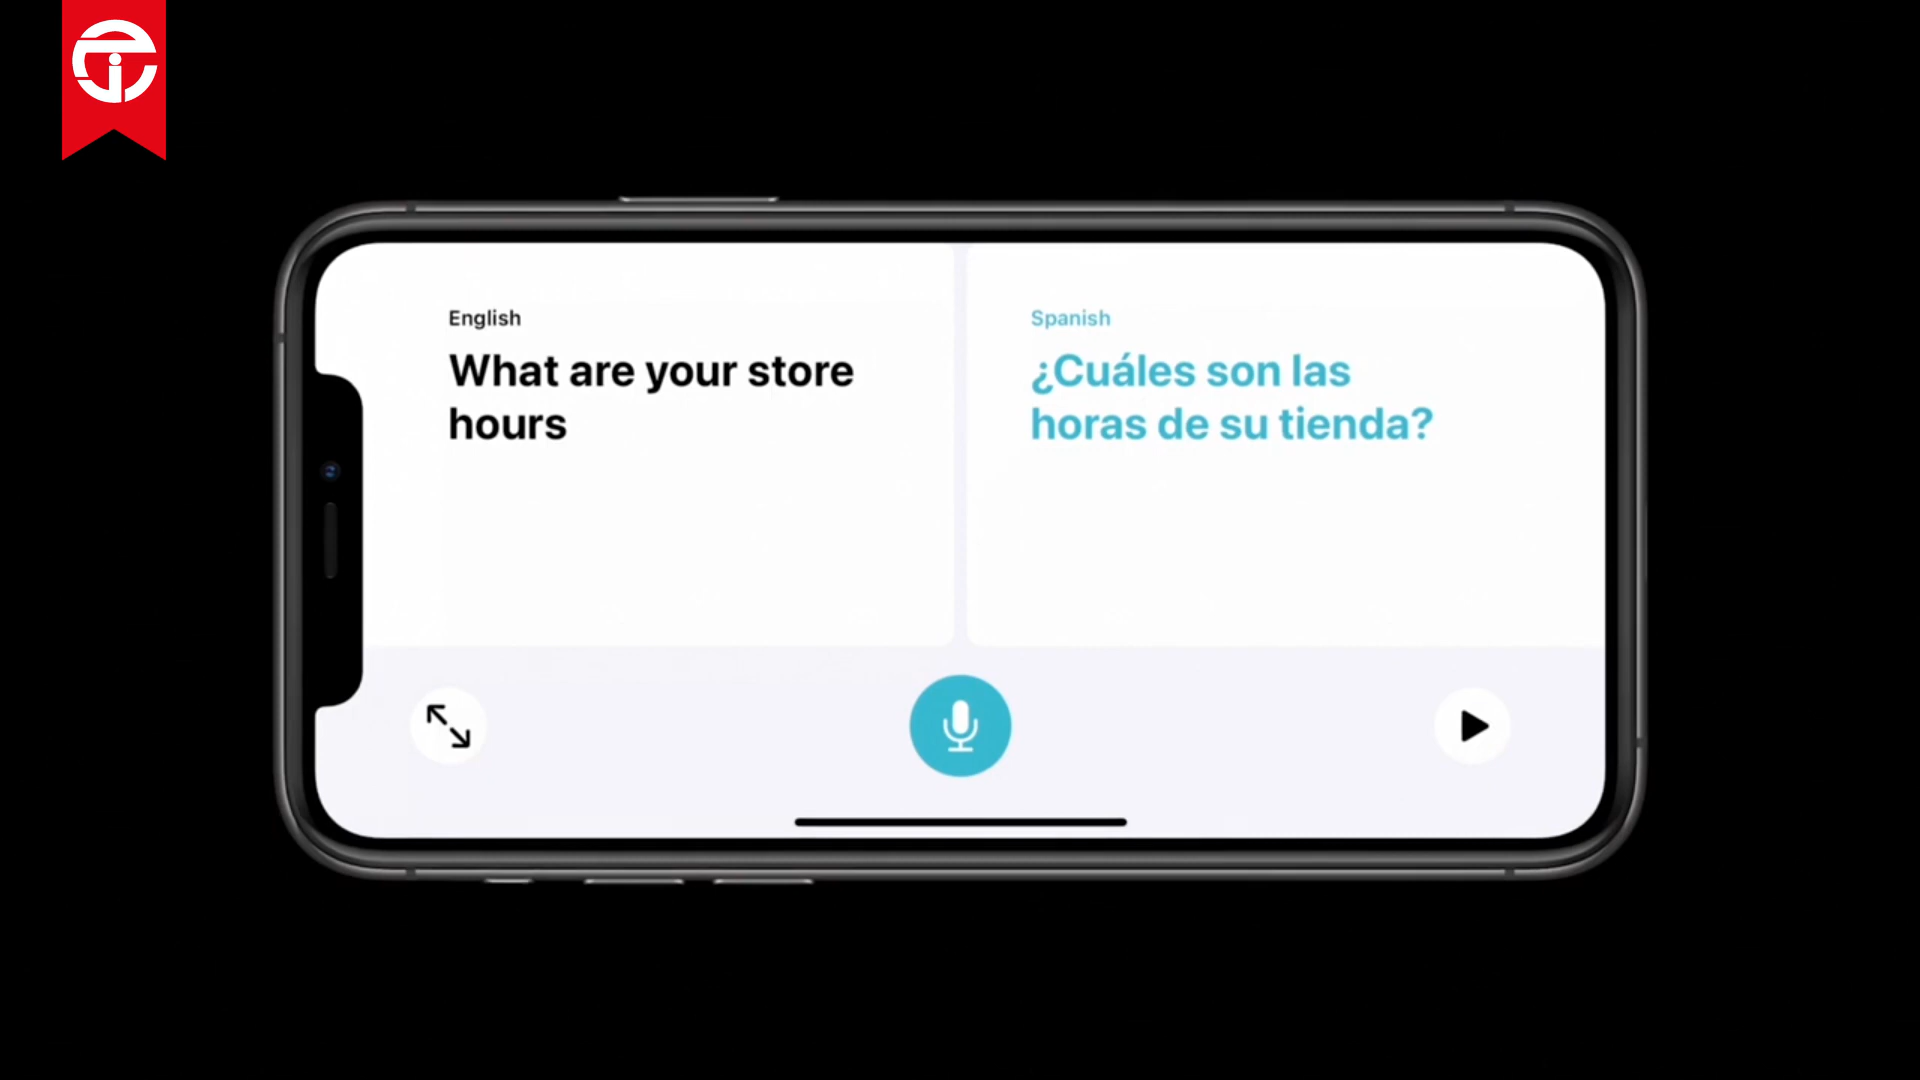 English
What are your store
hours
Spanish
¿Cuáles son las
horas de su tienda?